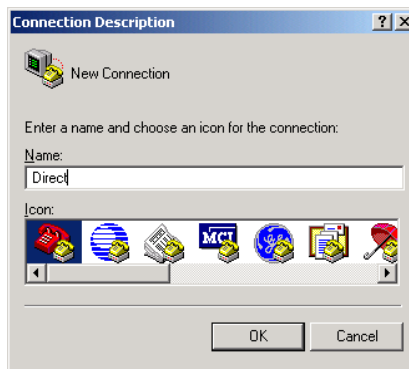 Connection Description
New Connection
Enter a name and choose an icon for the connection:
Name:
Direct
Icon:
MCI
OK
Cancel